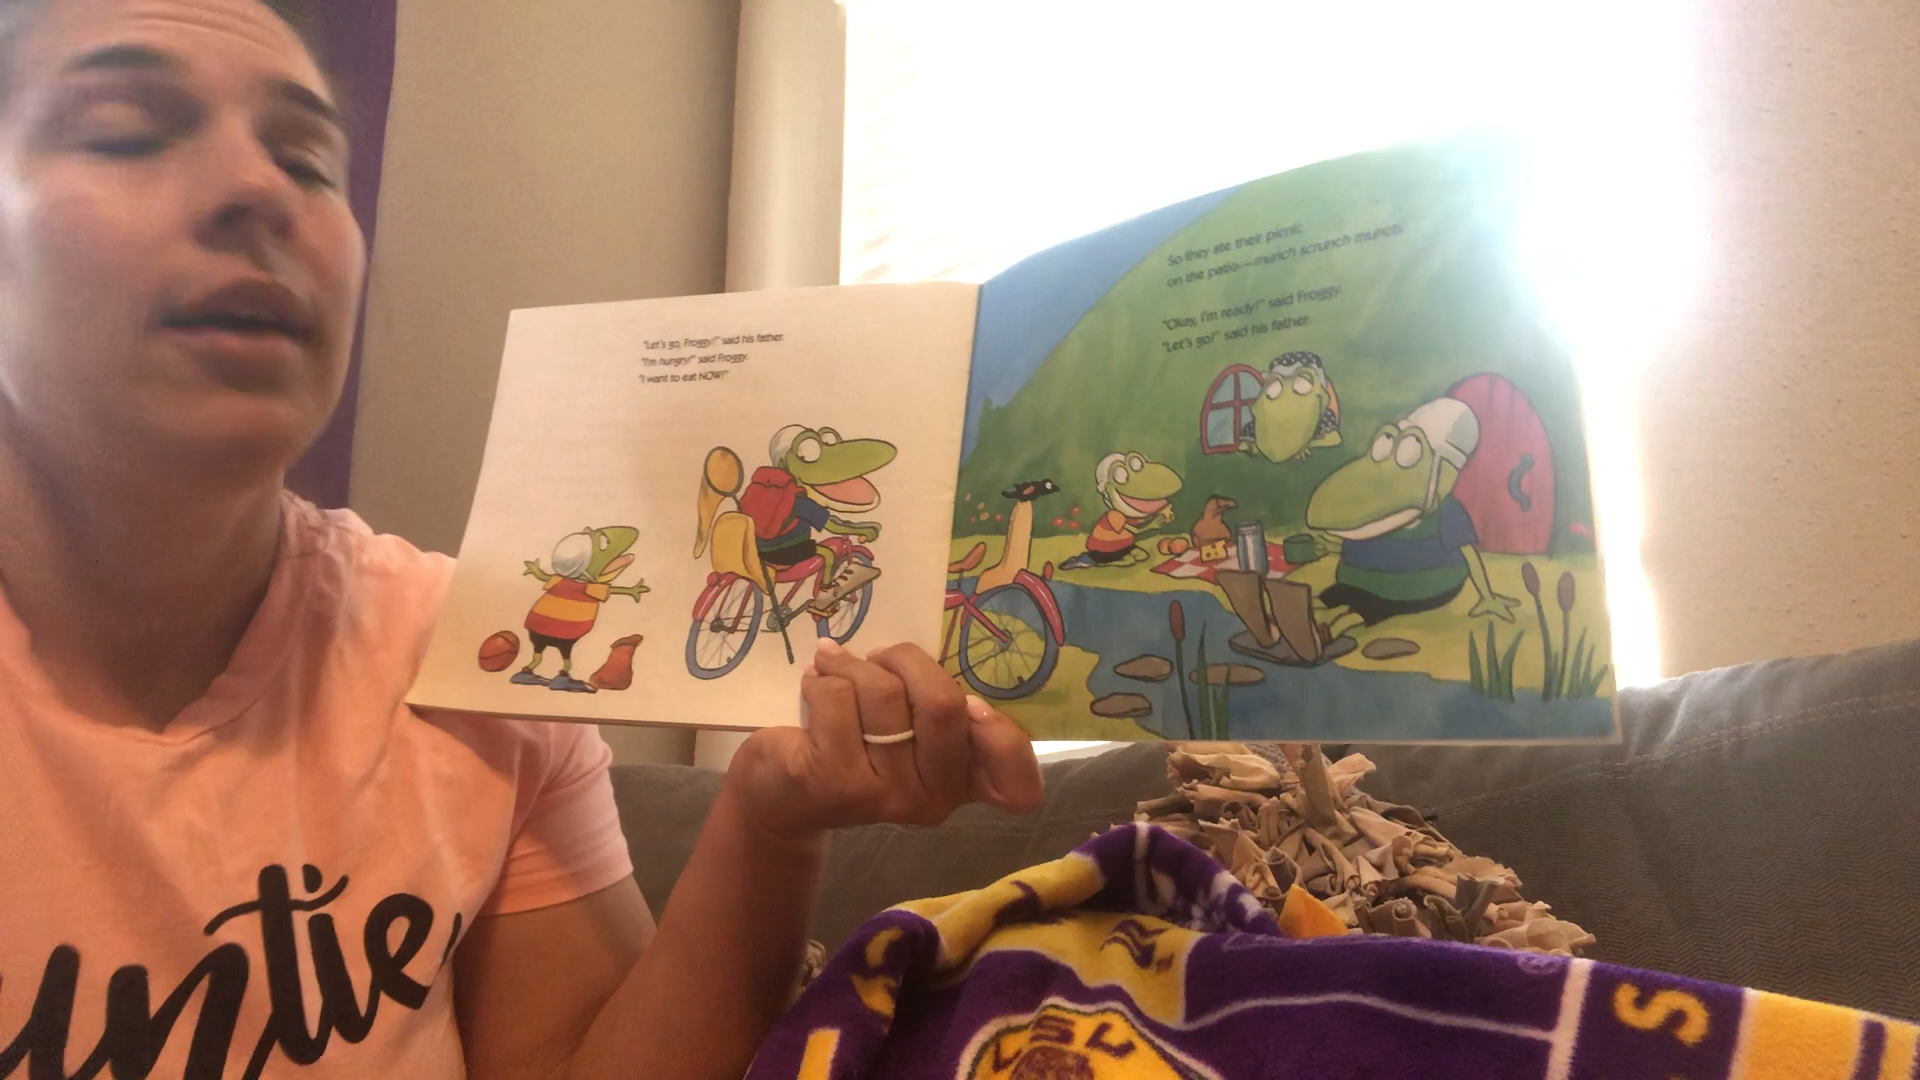 "Let's go, Froggy!" said his father.
"I'm hungry!" said Froggy.
"I want to eat NOW!"
So they ate their picnic
on the patio—munch scrunch munch.
"Okay, I'm ready!" said Froggy.
"Let's go!" said his father.
untie
LSU
S